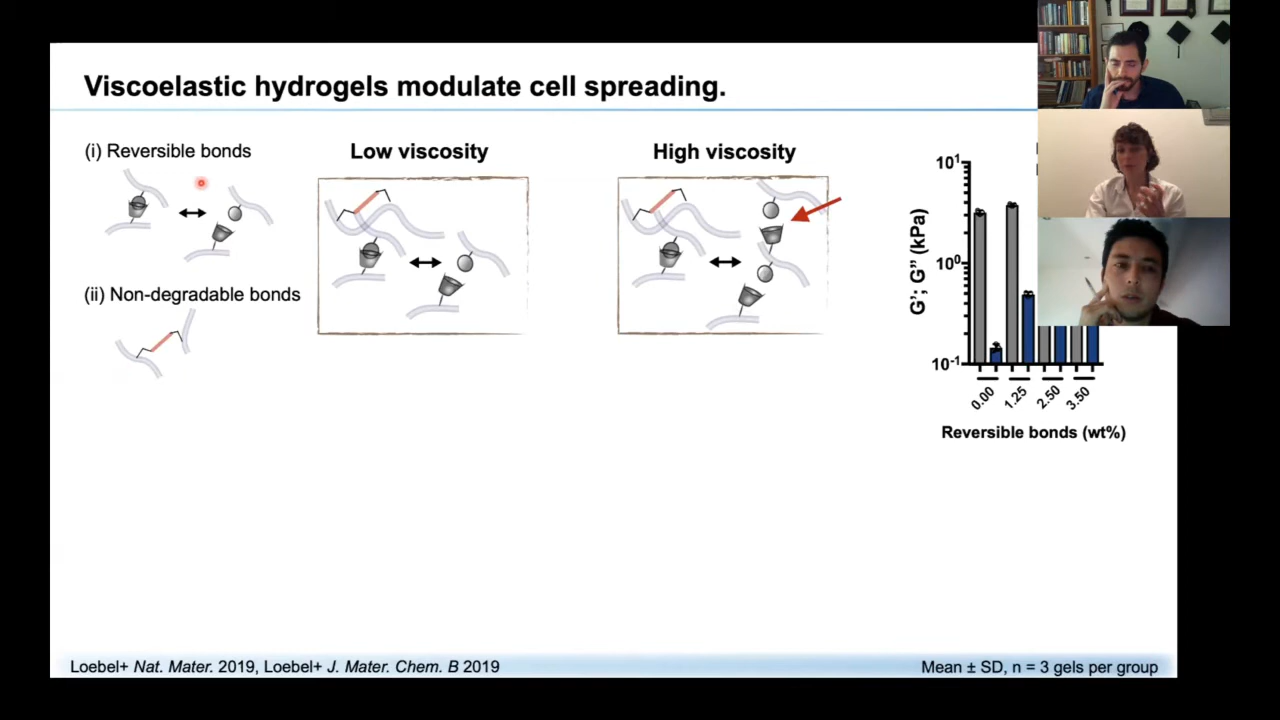 Viscoelastic hydrogels modulate cell spreading.
(i) Reversible bonds
Low viscosity
High viscosity
(ii) Non-degradable bonds
G'; G" (kPa)
10¹
10⁰
10⁻¹
0.00
1.25
2.50
3.50
Reversible bonds (wt%)
Loebel+ Nat. Mater. 2019, Loebel+ J. Mater. Chem. B 2019
Mean ± SD, n = 3 gels per group